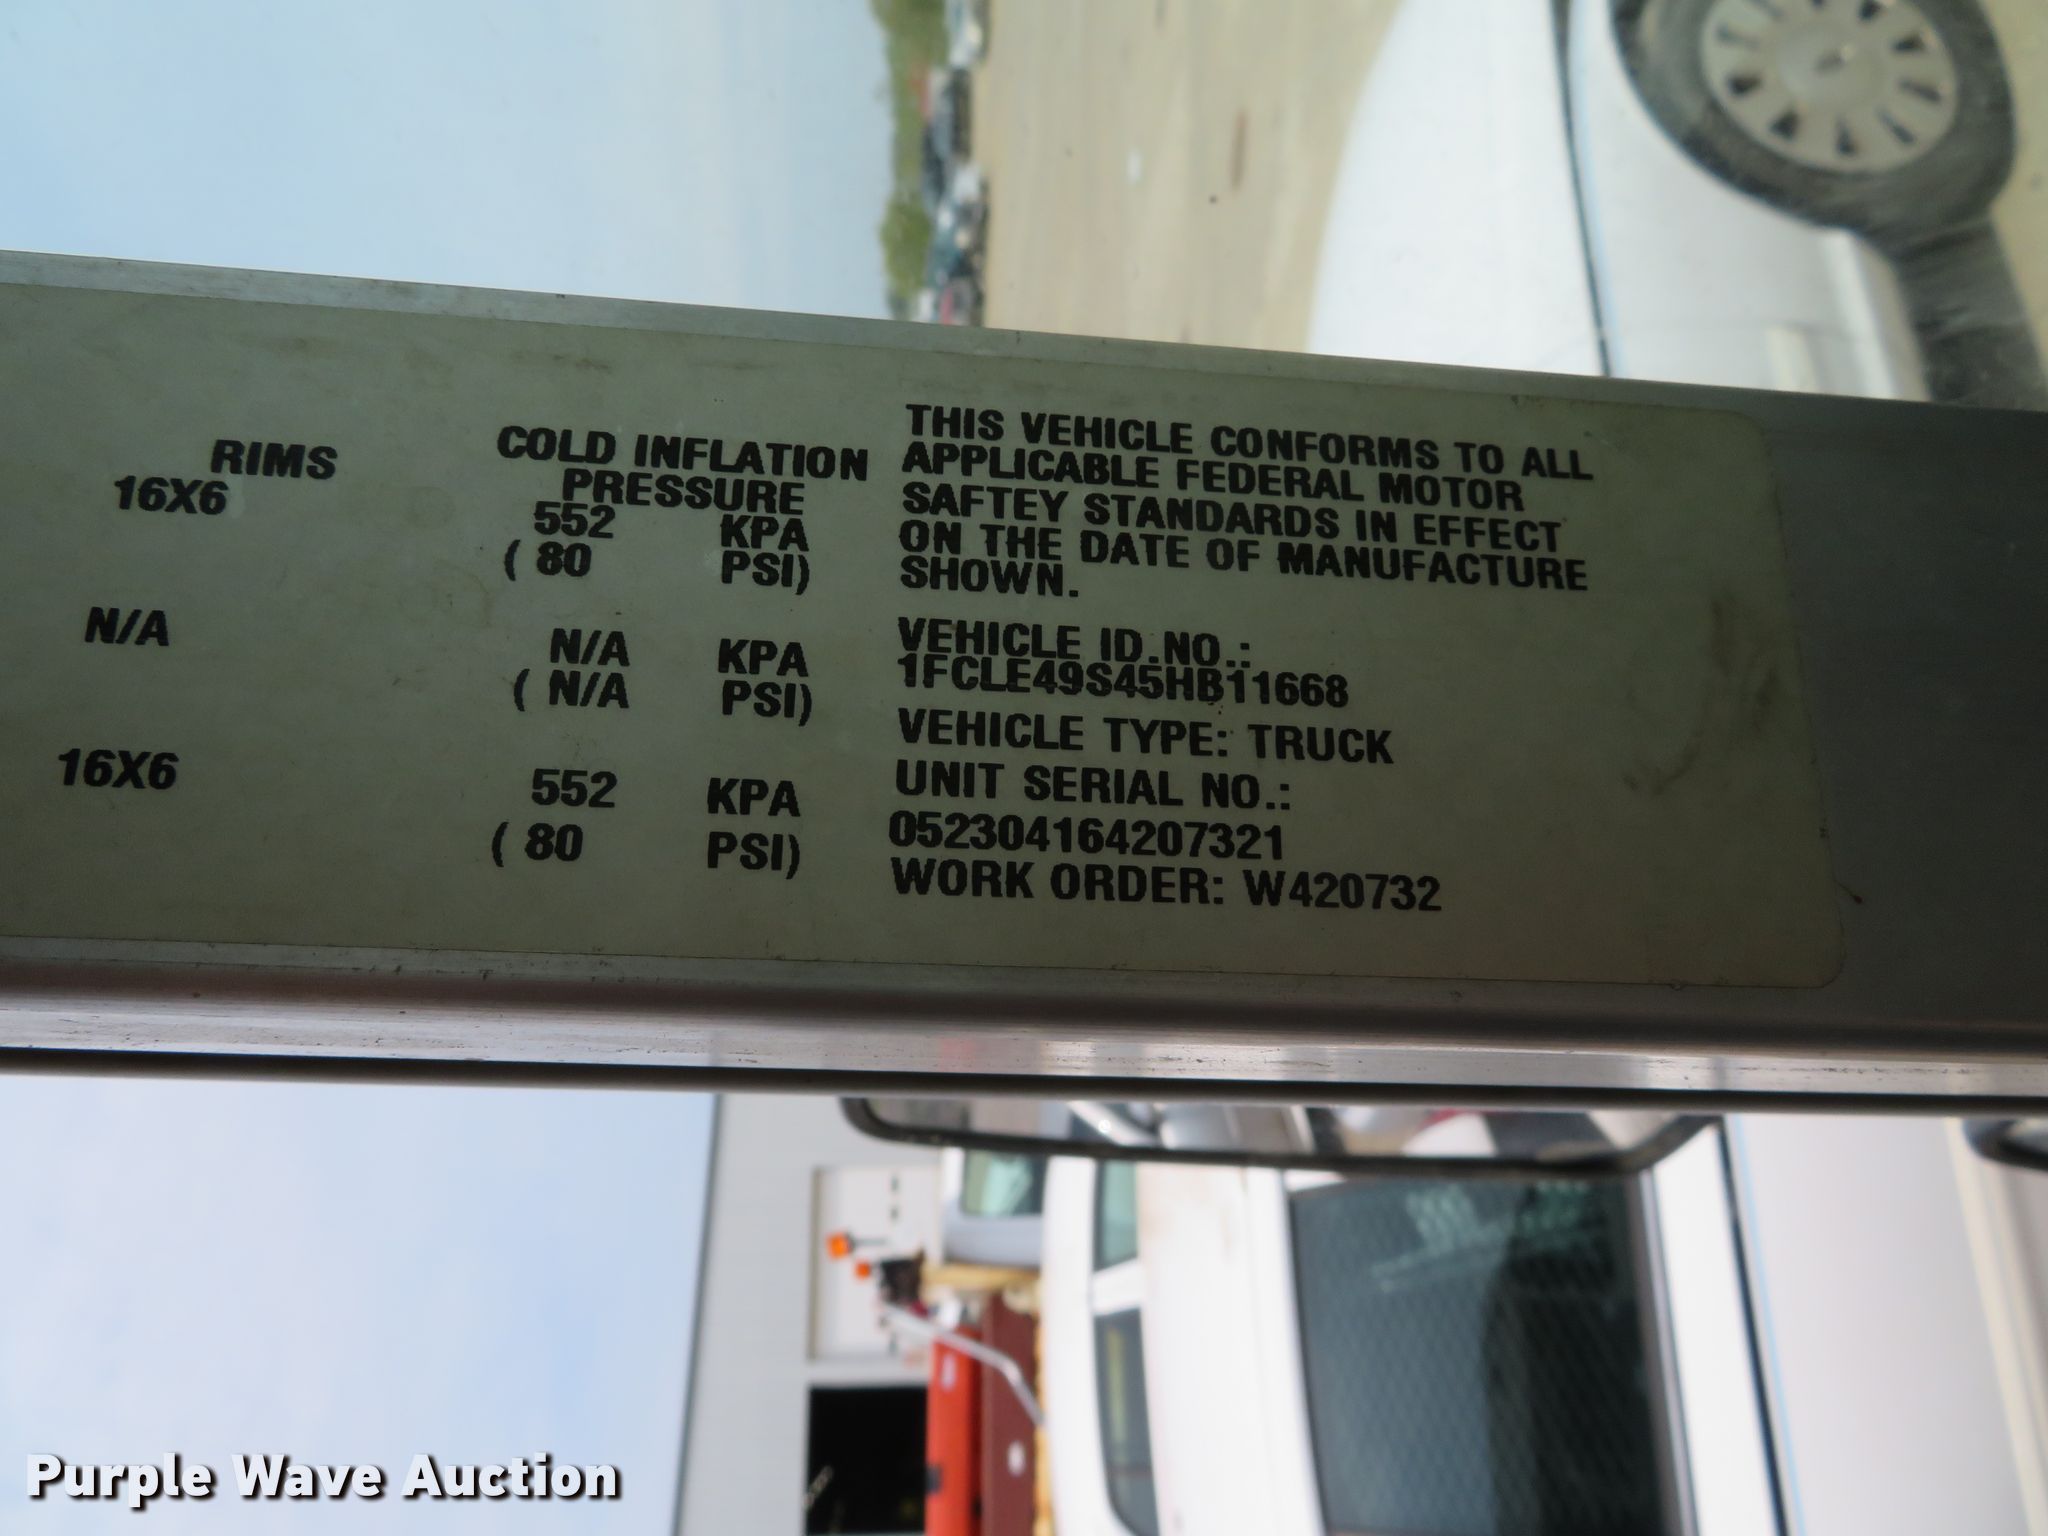 RIMS
16X6
N/A
16X6
COLD INFLATION
PRESSURE
552 KPA
( 80 PSI)
N/A KPA
( N/A PSI)
552 KPA
( 80 PSI)
THIS VEHICLE CONFORMS TO ALL
APPLICABLE FEDERAL MOTOR
SAFTEY STANDARDS IN EFFECT
ON THE DATE OF MANUFACTURE
SHOWN.
VEHICLE ID.NO.:
1FCLE49S45HB11668
VEHICLE TYPE: TRUCK
UNIT SERIAL NO.:
052304164207321
WORK ORDER: W420732
Purple Wave Auction